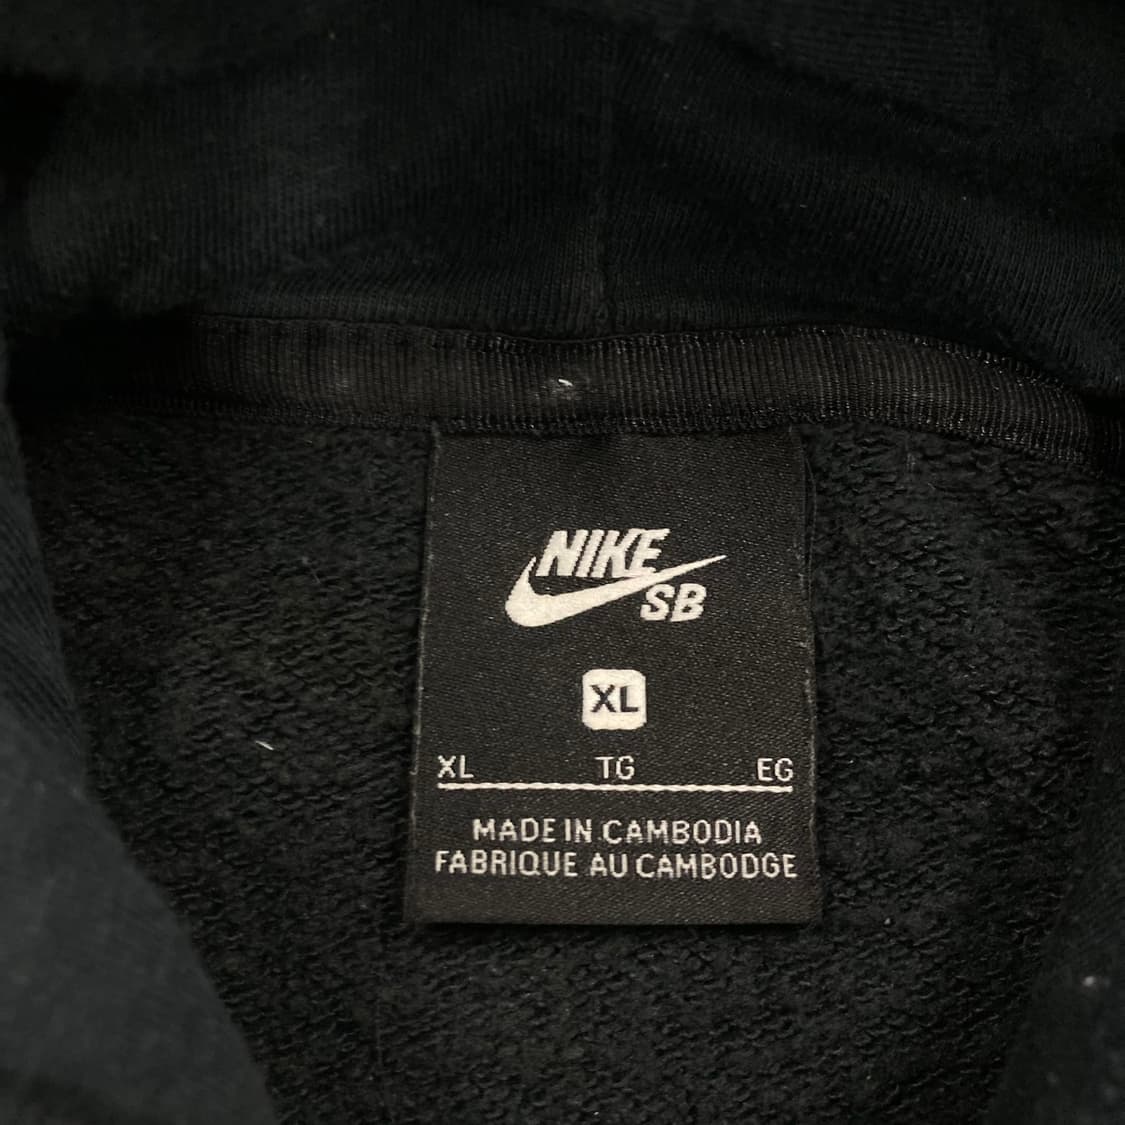 NIKE
SB
XL
XL TG EG
MADE IN CAMBODIA
FABRIQUE AU CAMBODGE